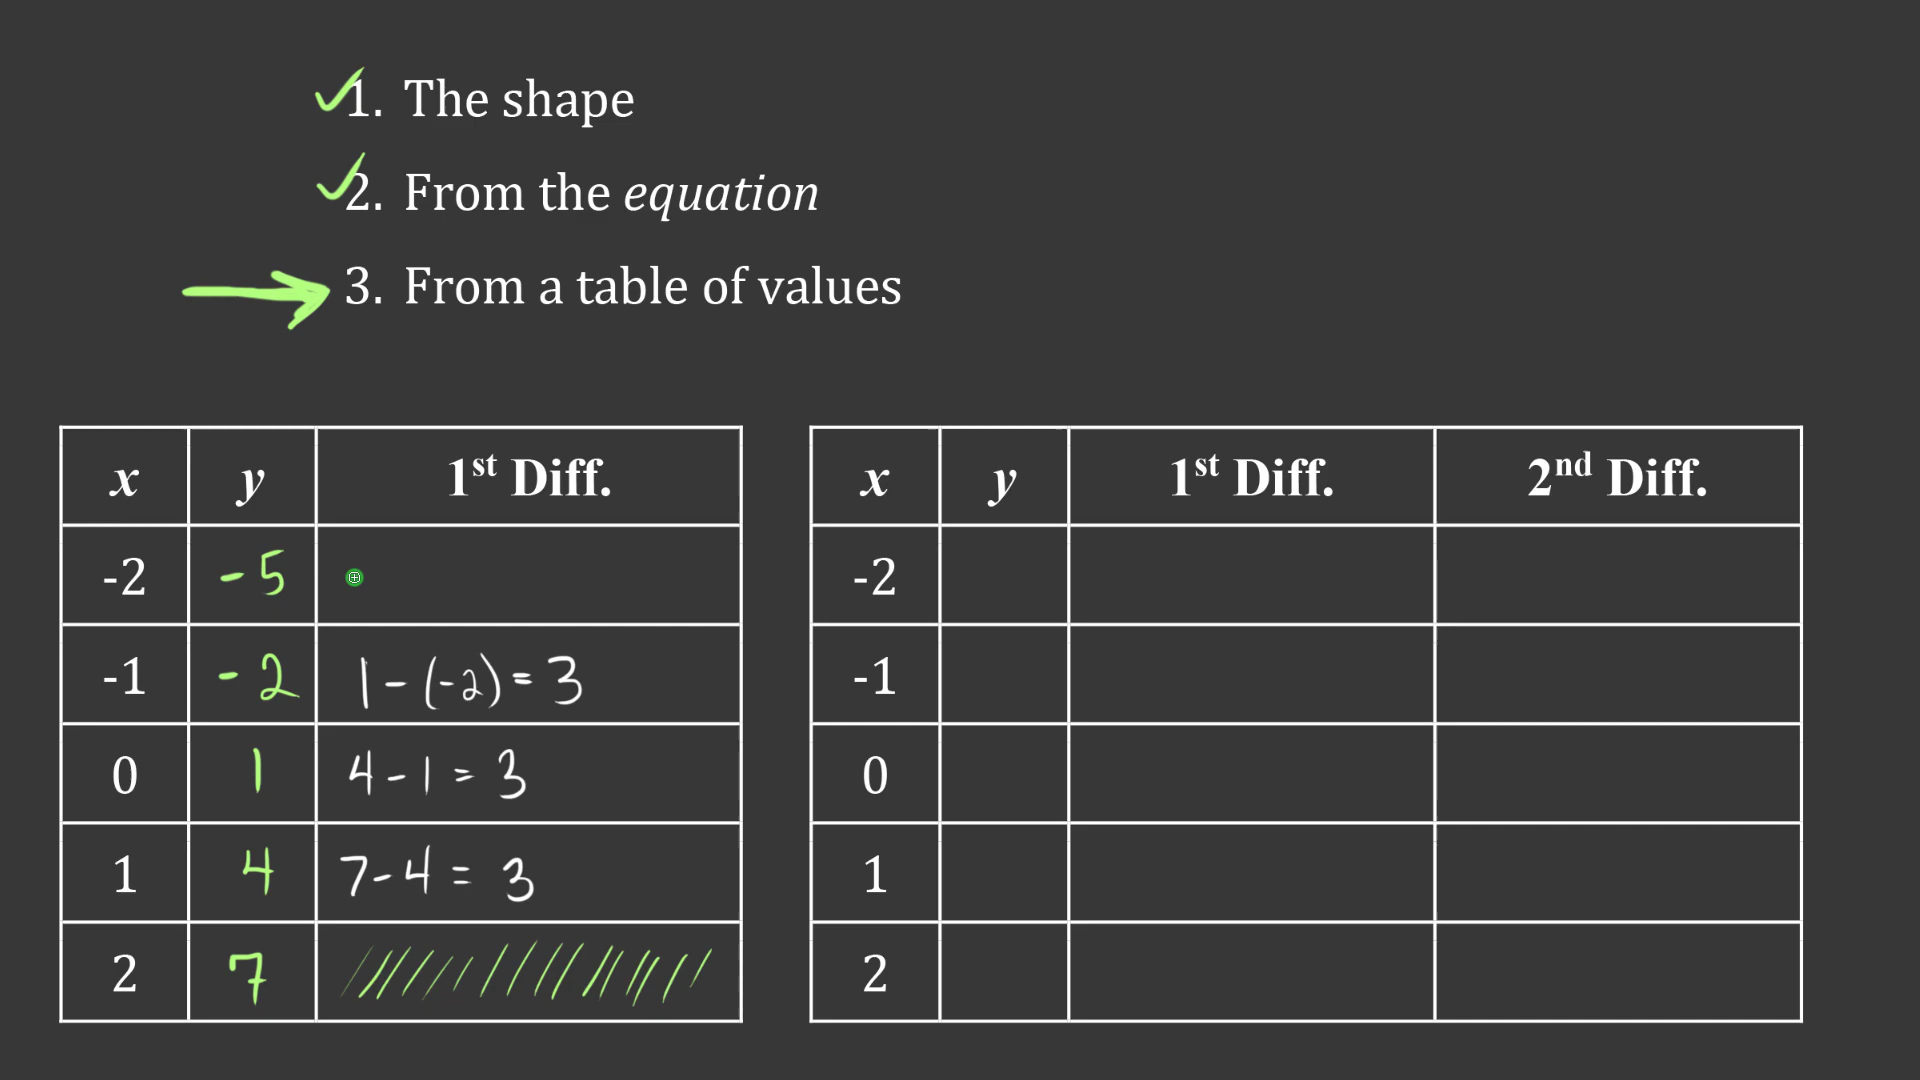 1. The shape
2. From the equation
3. From a table of values
x y 1st Diff.
-2 -5
-1 -2 1-(-2)=3
0 1 4-1=3
1 4 7-4=3
2 7
x y 1st Diff. 2nd Diff.
-2
-1
0
1
2